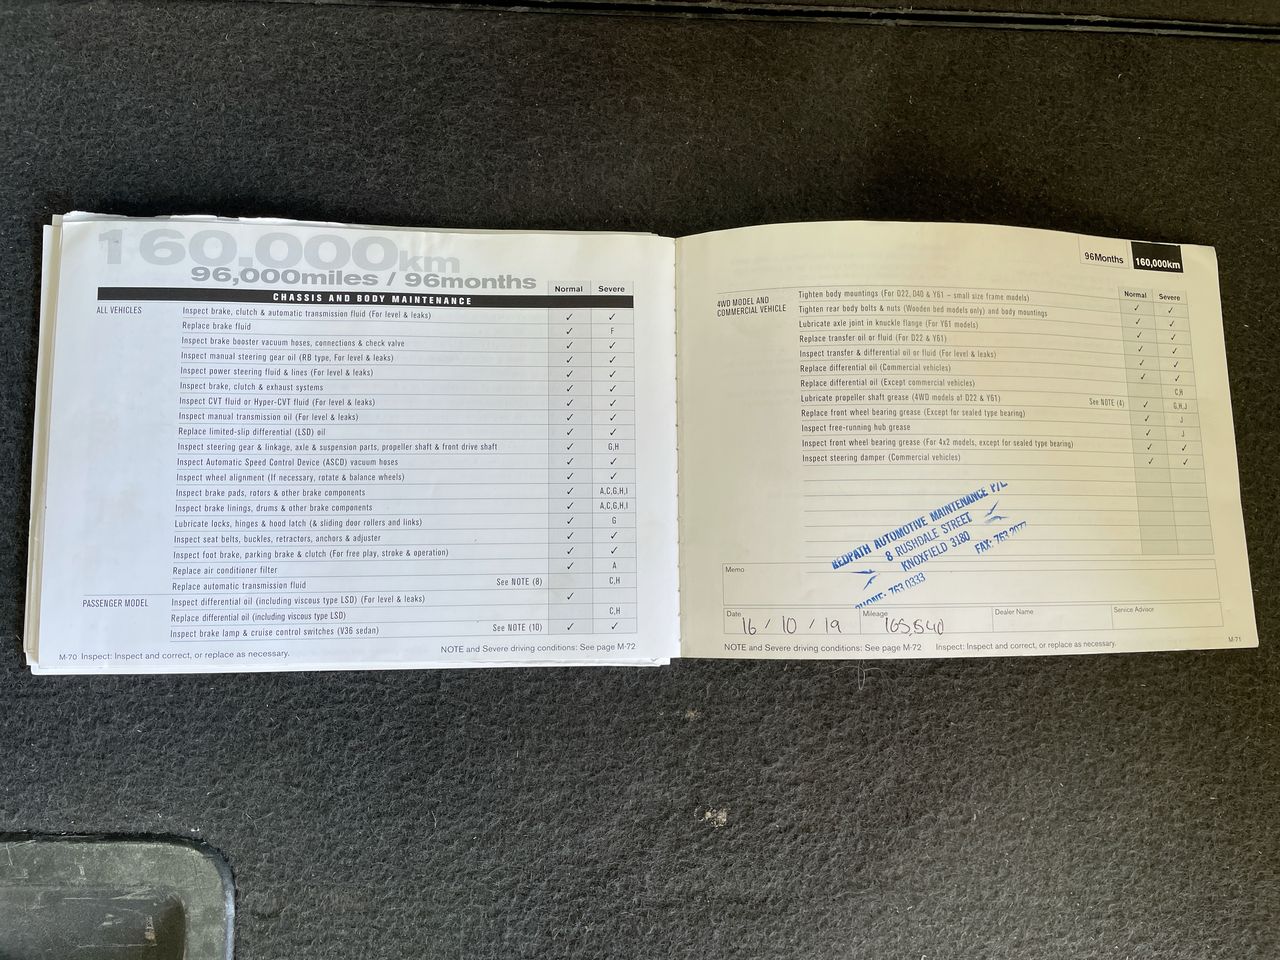 160,000km
96,000miles / 96months
Normal Severe
CHASSIS AND BODY MAINTENANCE
ALL VEHICLES
Inspect brake, clutch & automatic transmission fluid (For level & leaks) ✓ ✓
Replace brake fluid ✓ F
Inspect brake booster vacuum hoses, connections & check valve ✓ ✓
Inspect manual steering gear oil (RB type, For level & leaks) ✓ ✓
Inspect power steering fluid & lines (For level & leaks) ✓ ✓
Inspect brake, clutch & exhaust systems ✓ ✓
Inspect CVT fluid or Hyper-CVT fluid (For level & leaks) ✓ ✓
Inspect manual transmission oil (For level & leaks) ✓ ✓
Replace limited-slip differential (LSD) oil ✓ ✓
Inspect steering gear & linkage, axle & suspension parts, propeller shaft & front drive shaft ✓ G,H
Inspect Automatic Speed Control Device (ASCD) vacuum hoses ✓ ✓
Inspect wheel alignment (If necessary, rotate & balance wheels) ✓ ✓
Inspect brake pads, rotors & other brake components ✓ A,C,G,H,I
Inspect brake linings, drums & other brake components ✓ A,C,G,H,I
Lubricate locks, hinges & hood latch (& sliding door rollers and links) ✓ G
Inspect seat belts, buckles, retractors, anchors & adjuster ✓ ✓
Inspect foot brake, parking brake & clutch (For free play, stroke & operation) ✓ ✓
Replace air conditioner filter ✓ A
Replace automatic transmission fluid See NOTE (8) C,H
PASSENGER MODEL
Inspect differential oil (including viscous type LSD) (For level & leaks) ✓
Replace differential oil (including viscous type LSD) C,H
Inspect brake lamp & cruise control switches (V36 sedan) See NOTE (10) ✓ ✓
M-70 Inspect: Inspect and correct, or replace as necessary. NOTE and Severe driving conditions: See page M-72
96Months 160,000km
Normal Severe
4WD MODEL AND
COMMERCIAL VEHICLE
Tighten body mountings (For D22, D40 & Y61 – small size frame models) ✓ ✓
Tighten rear body bolts & nuts (Wooden bed models only) and body mountings ✓ ✓
Lubricate axle joint in knuckle flange (For Y61 models) ✓ ✓
Replace transfer oil or fluid (For D22 & Y61) ✓ ✓
Inspect transfer & differential oil or fluid (For level & leaks) ✓ ✓
Replace differential oil (Commercial vehicles) ✓ ✓
Replace differential oil (Except commercial vehicles) C,H
Lubricate propeller shaft grease (4WD models of D22 & Y61) See NOTE (4) ✓ G,H,J
Replace front wheel bearing grease (Except for sealed type bearing) ✓ J
Inspect free-running hub grease ✓ J
Inspect front wheel bearing grease (For 4x2 models, except for sealed type bearing) ✓ ✓
Inspect steering damper (Commercial vehicles) ✓ ✓
REDPATH AUTOMOTIVE MAINTENANCE P/L
8 RUSHDALE STREET
KNOXFIELD 3180
PHONE: 763 0333 FAX: 763 2077
Memo
Date 16 / 10 / 19 Mileage 165,540 Dealer Name Service Advisor
NOTE and Severe driving conditions: See page M-72 Inspect: Inspect and correct, or replace as necessary. M-71